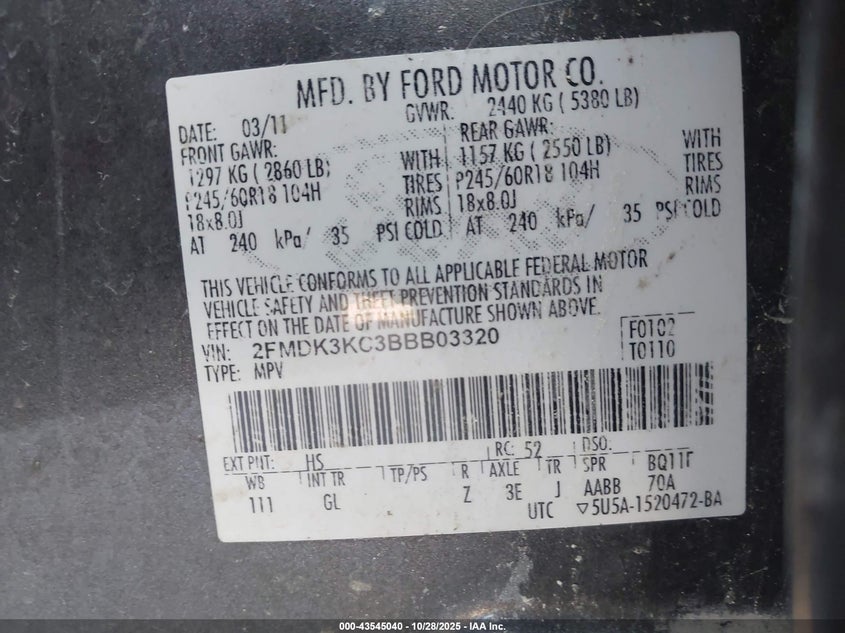 MFD. BY FORD MOTOR CO.
DATE: 03/11 GVWR: 2440 KG ( 5380 LB)
FRONT GAWR: REAR GAWR:
1297 KG ( 2860 LB) WITH 1157 KG ( 2550 LB) WITH
P245/60R18 104H TIRES P245/60R18 104H TIRES
18x8.0J RIMS 18x8.0J RIMS
AT 240 kPa/ 35 PSI COLD AT 240 kPa/ 35 PSI COLD
THIS VEHICLE CONFORMS TO ALL APPLICABLE FEDERAL MOTOR
VEHICLE SAFETY AND THEFT PREVENTION STANDARDS IN
EFFECT ON THE DATE OF MANUFACTURE SHOWN ABOVE.
VIN: 2FMDK3KC3BBB03320 F0102
TYPE: MPV T0110
EXT PNT: HS RC: 52 DSO:
WB INT TR TP/PS R AXLE TR SPR
111 GL Z 3E J AABB 70A
UTC ▽5U5A-1520472-BA
000-43545040 - 10/28/2025 - IAA Inc.